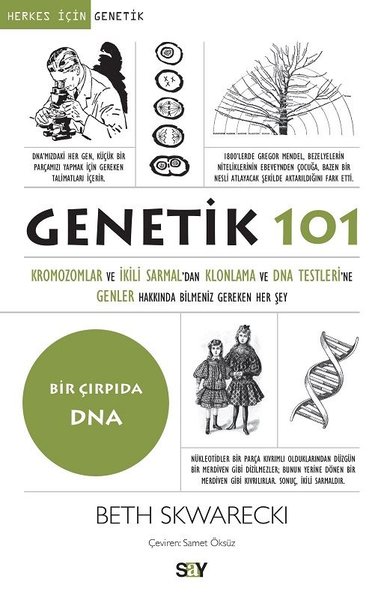 HERKES İÇİN GENETİK
DNA'MIZDAKİ HER GEN, KÜÇÜK BİR
PARÇAMIZI YAPMAK İÇİN GEREKEN
TALİMATLARI İÇERİR.
1800'LERDE GREGOR MENDEL, BEZELYELERİN
NİTELİKLERİNİN EBEVEYNDEN ÇOCUĞA, BAZEN BİR
NESLİ ATLAYACAK ŞEKİLDE AKTARILDIĞINI FARK ETTİ.
GENETİK 101
KROMOZOMLAR VE İKİLİ SARMAL'DAN KLONLAMA VE DNA TESTLERİ'NE
GENLER HAKKINDA BİLMENİZ GEREKEN HER ŞEY
BİR ÇIRPIDA
DNA
NÜKLEOTİDLER BİR PARÇA KIVRIMLI OLDUKLARINDAN DÜZGÜN
BİR MERDİVEN GİBİ DİZİLMEZLER; BUNUN YERİNE DÖNEN BİR
MERDİVEN GİBİ KIVRILIRLAR. SONUÇ, İKİLİ SARMALDIR.
BETH SKWARECKI
Çeviren: Samet Öksüz
say